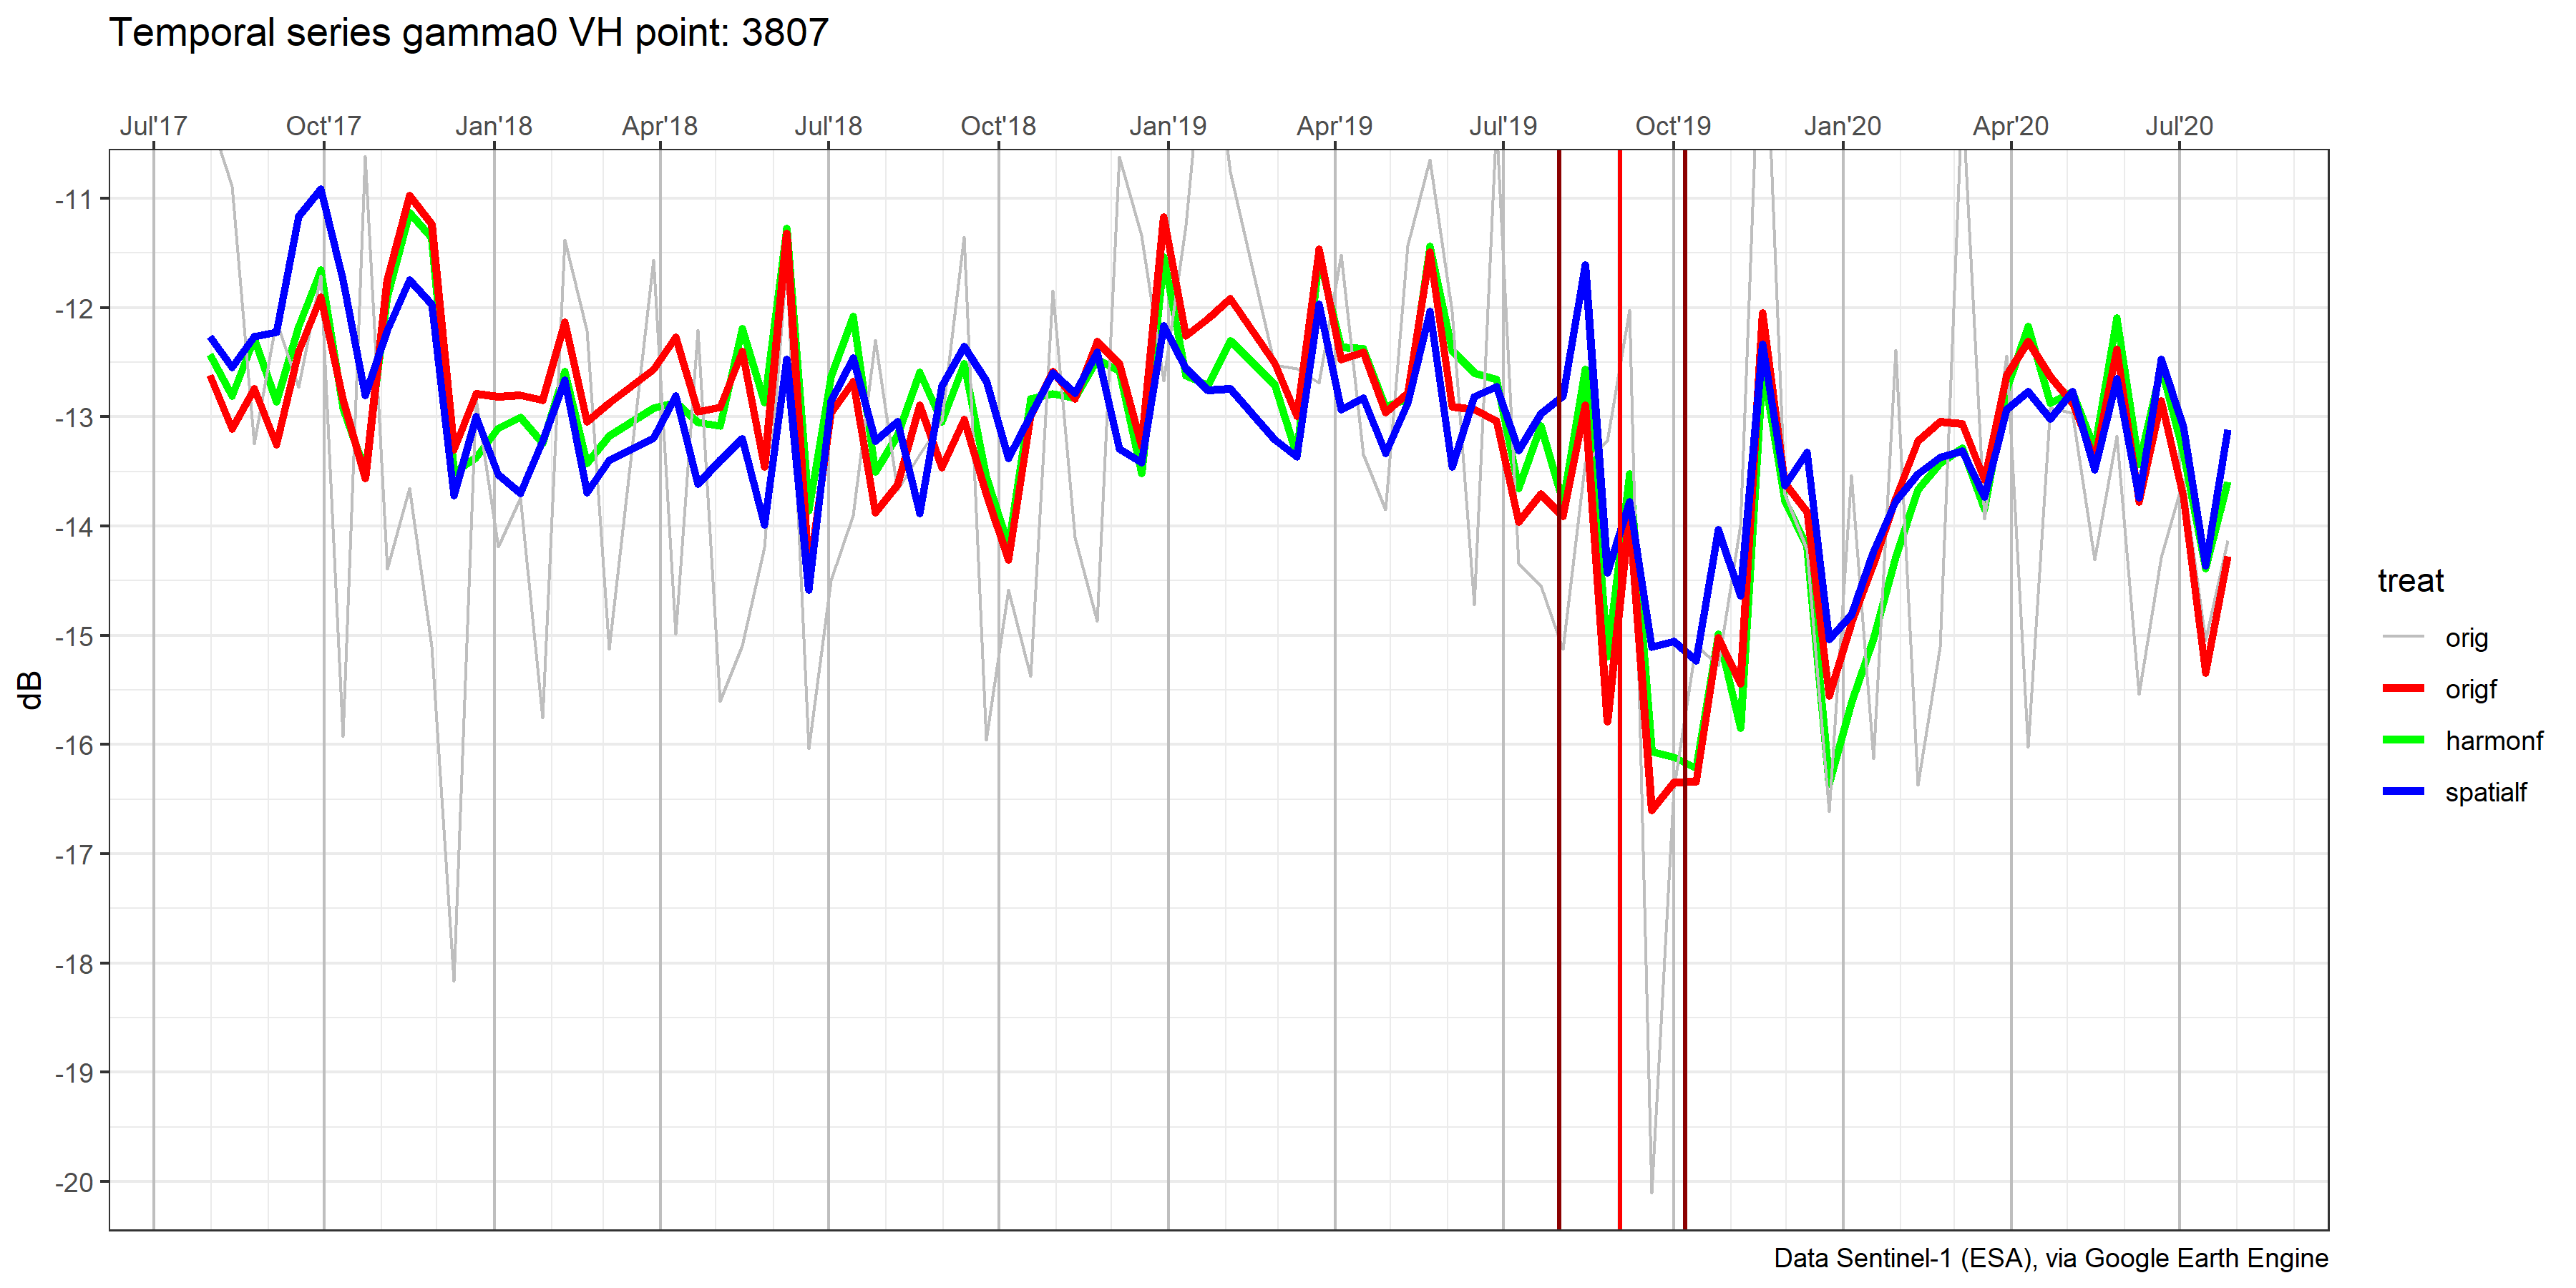 Temporal series gamma0 VH point: 3807
Jul'17 Oct'17 Jan'18 Apr'18 Jul'18 Oct'18 Jan'19 Apr'19 Jul'19 Oct'19 Jan'20 Apr'20 Jul'20
-11
-12
-13
-14
-15
-16
-17
-18
-19
-20
dB
treat
orig
origf
harmonf
spatialf
Data Sentinel-1 (ESA), via Google Earth Engine